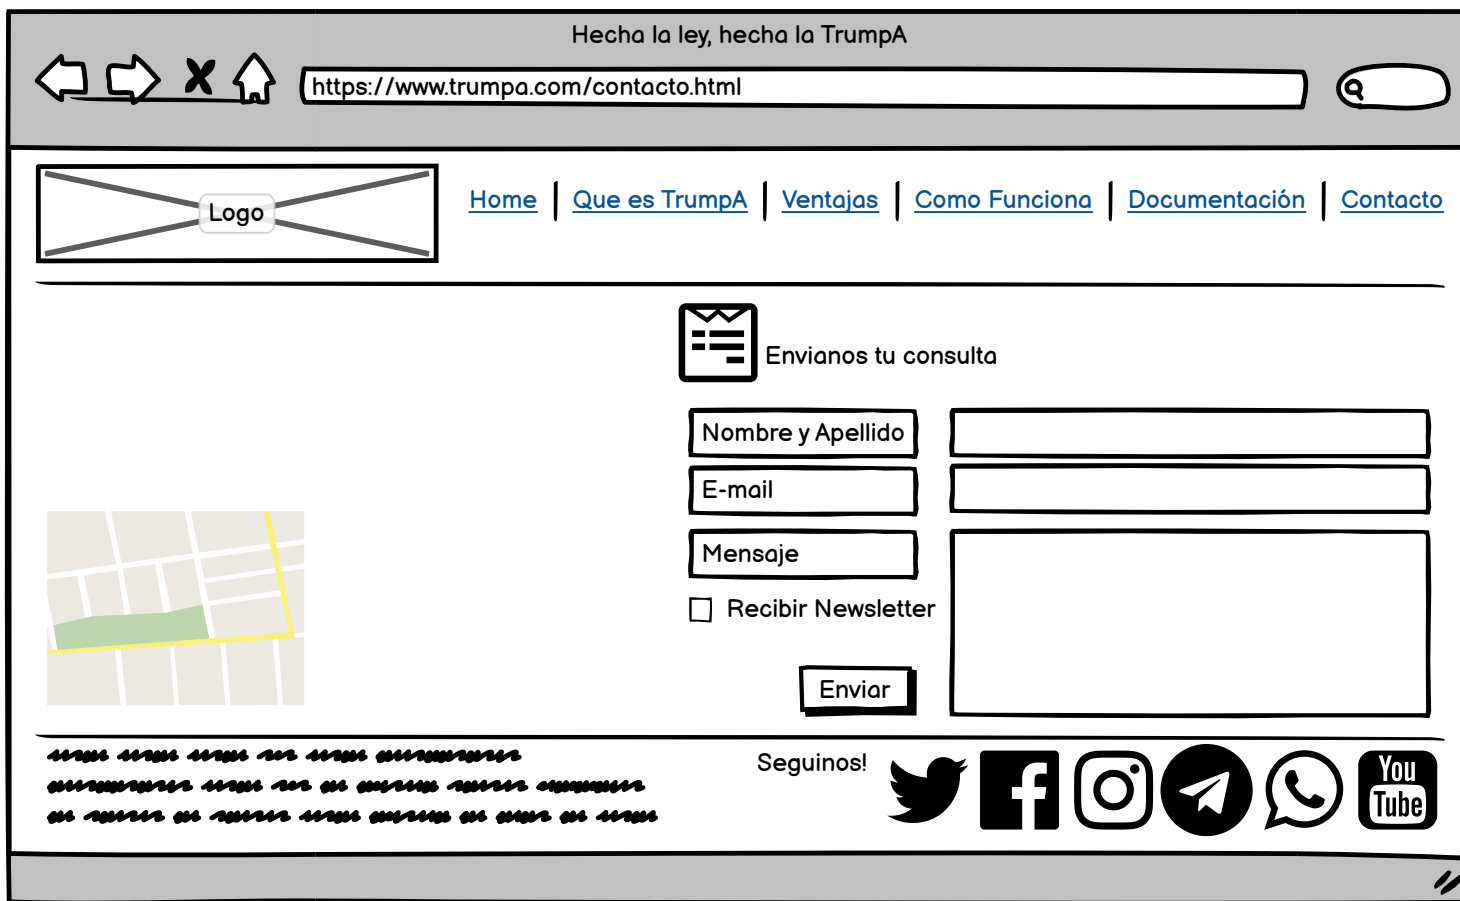 Hecha la ley, hecha la TrumpA
https://www.trumpa.com/contacto.html
Logo
Home | Que es TrumpA | Ventajas | Como Funciona | Documentación | Contacto
Envianos tu consulta
Nombre y Apellido
E-mail
Mensaje
Recibir Newsletter
Enviar
Seguinos!
You
Tube